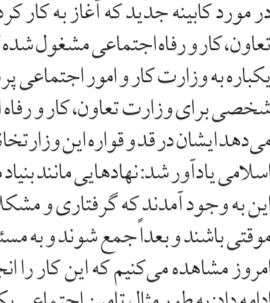 در مورد کابینه جدید که آغاز به کار کرد
تعاون، کار و رفاه اجتماعی مشغول شده
یکباره به وزارت کار و امور اجتماعی پر
شخصی برای وزارت تعاون، کار و رفاه ا
می‌دهد ایشان در قد و قواره این وزارتخان
اسلامی یادآور شد: نهادهایی مانند بنیاد
این به وجود آمدند که گرفتاری و مشکلا
موقتی باشند و بعداً جمع شوند و به مسئ
امروز مشاهده می‌کنیم که این کار را انج